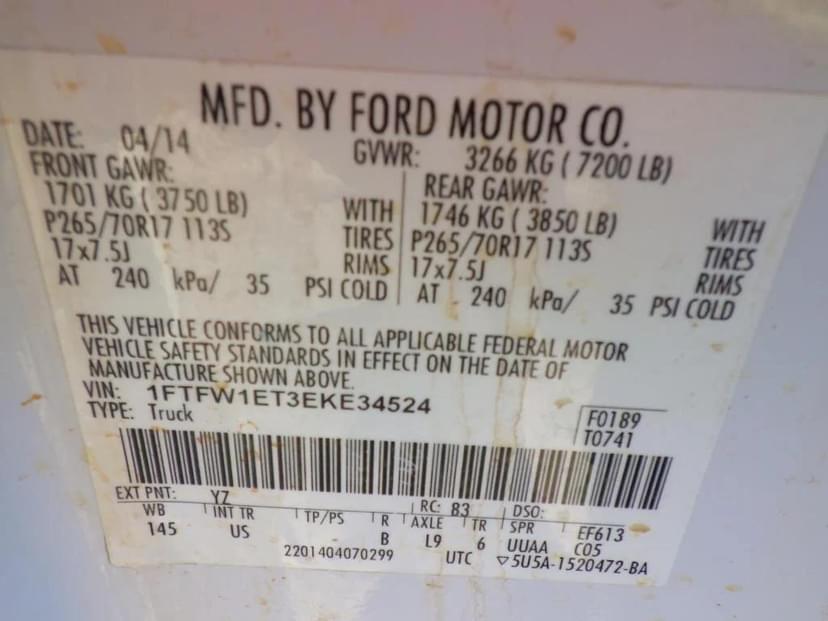 MFD. BY FORD MOTOR CO.
DATE: 04/14 GVWR: 3266 KG ( 7200 LB)
FRONT GAWR: REAR GAWR:
1701 KG ( 3750 LB) WITH 1746 KG ( 3850 LB) WITH
P265/70R17 113S TIRES P265/70R17 113S TIRES
17x7.5J RIMS 17x7.5J RIMS
AT 240 kPa/ 35 PSI COLD AT 240 kPa/ 35 PSI COLD
THIS VEHICLE CONFORMS TO ALL APPLICABLE FEDERAL MOTOR
VEHICLE SAFETY STANDARDS IN EFFECT ON THE DATE OF
MANUFACTURE SHOWN ABOVE.
VIN: 1FTFW1ET3EKE34524
TYPE: Truck
F0189
T0741
EXT PNT: YZ RC: 83 DSO:
WB INT TR TP/PS R AXLE TR SPR EF613
145 US B L9 6 UUAA C05
2201404070299 UTC ▽5U5A-1520472-BA